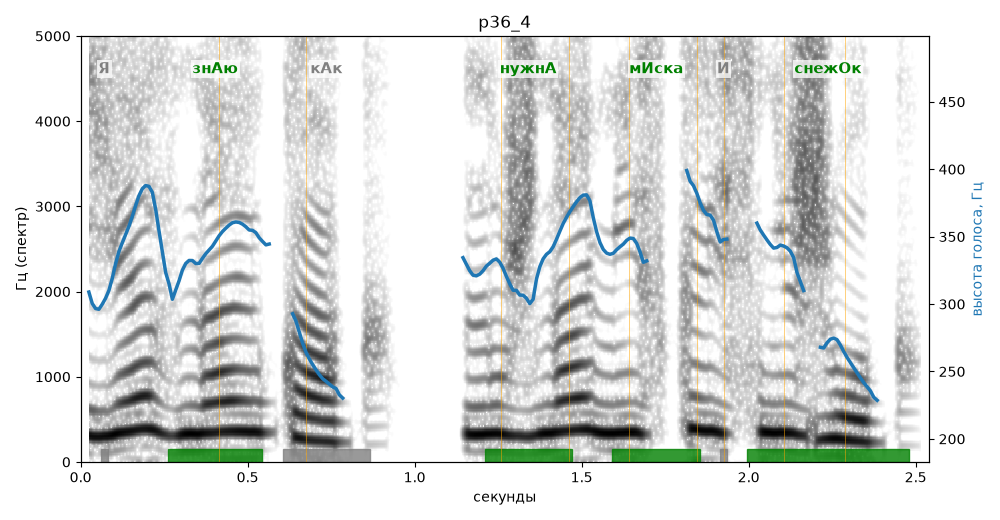 p36_4
Я знАю кАк нужнА мИска И снежОк
Гц (спектр)
высота голоса, Гц
5000
4000
3000
2000
1000
0
450
400
350
300
250
200
0.0 0.5 1.0 1.5 2.0 2.5
секунды